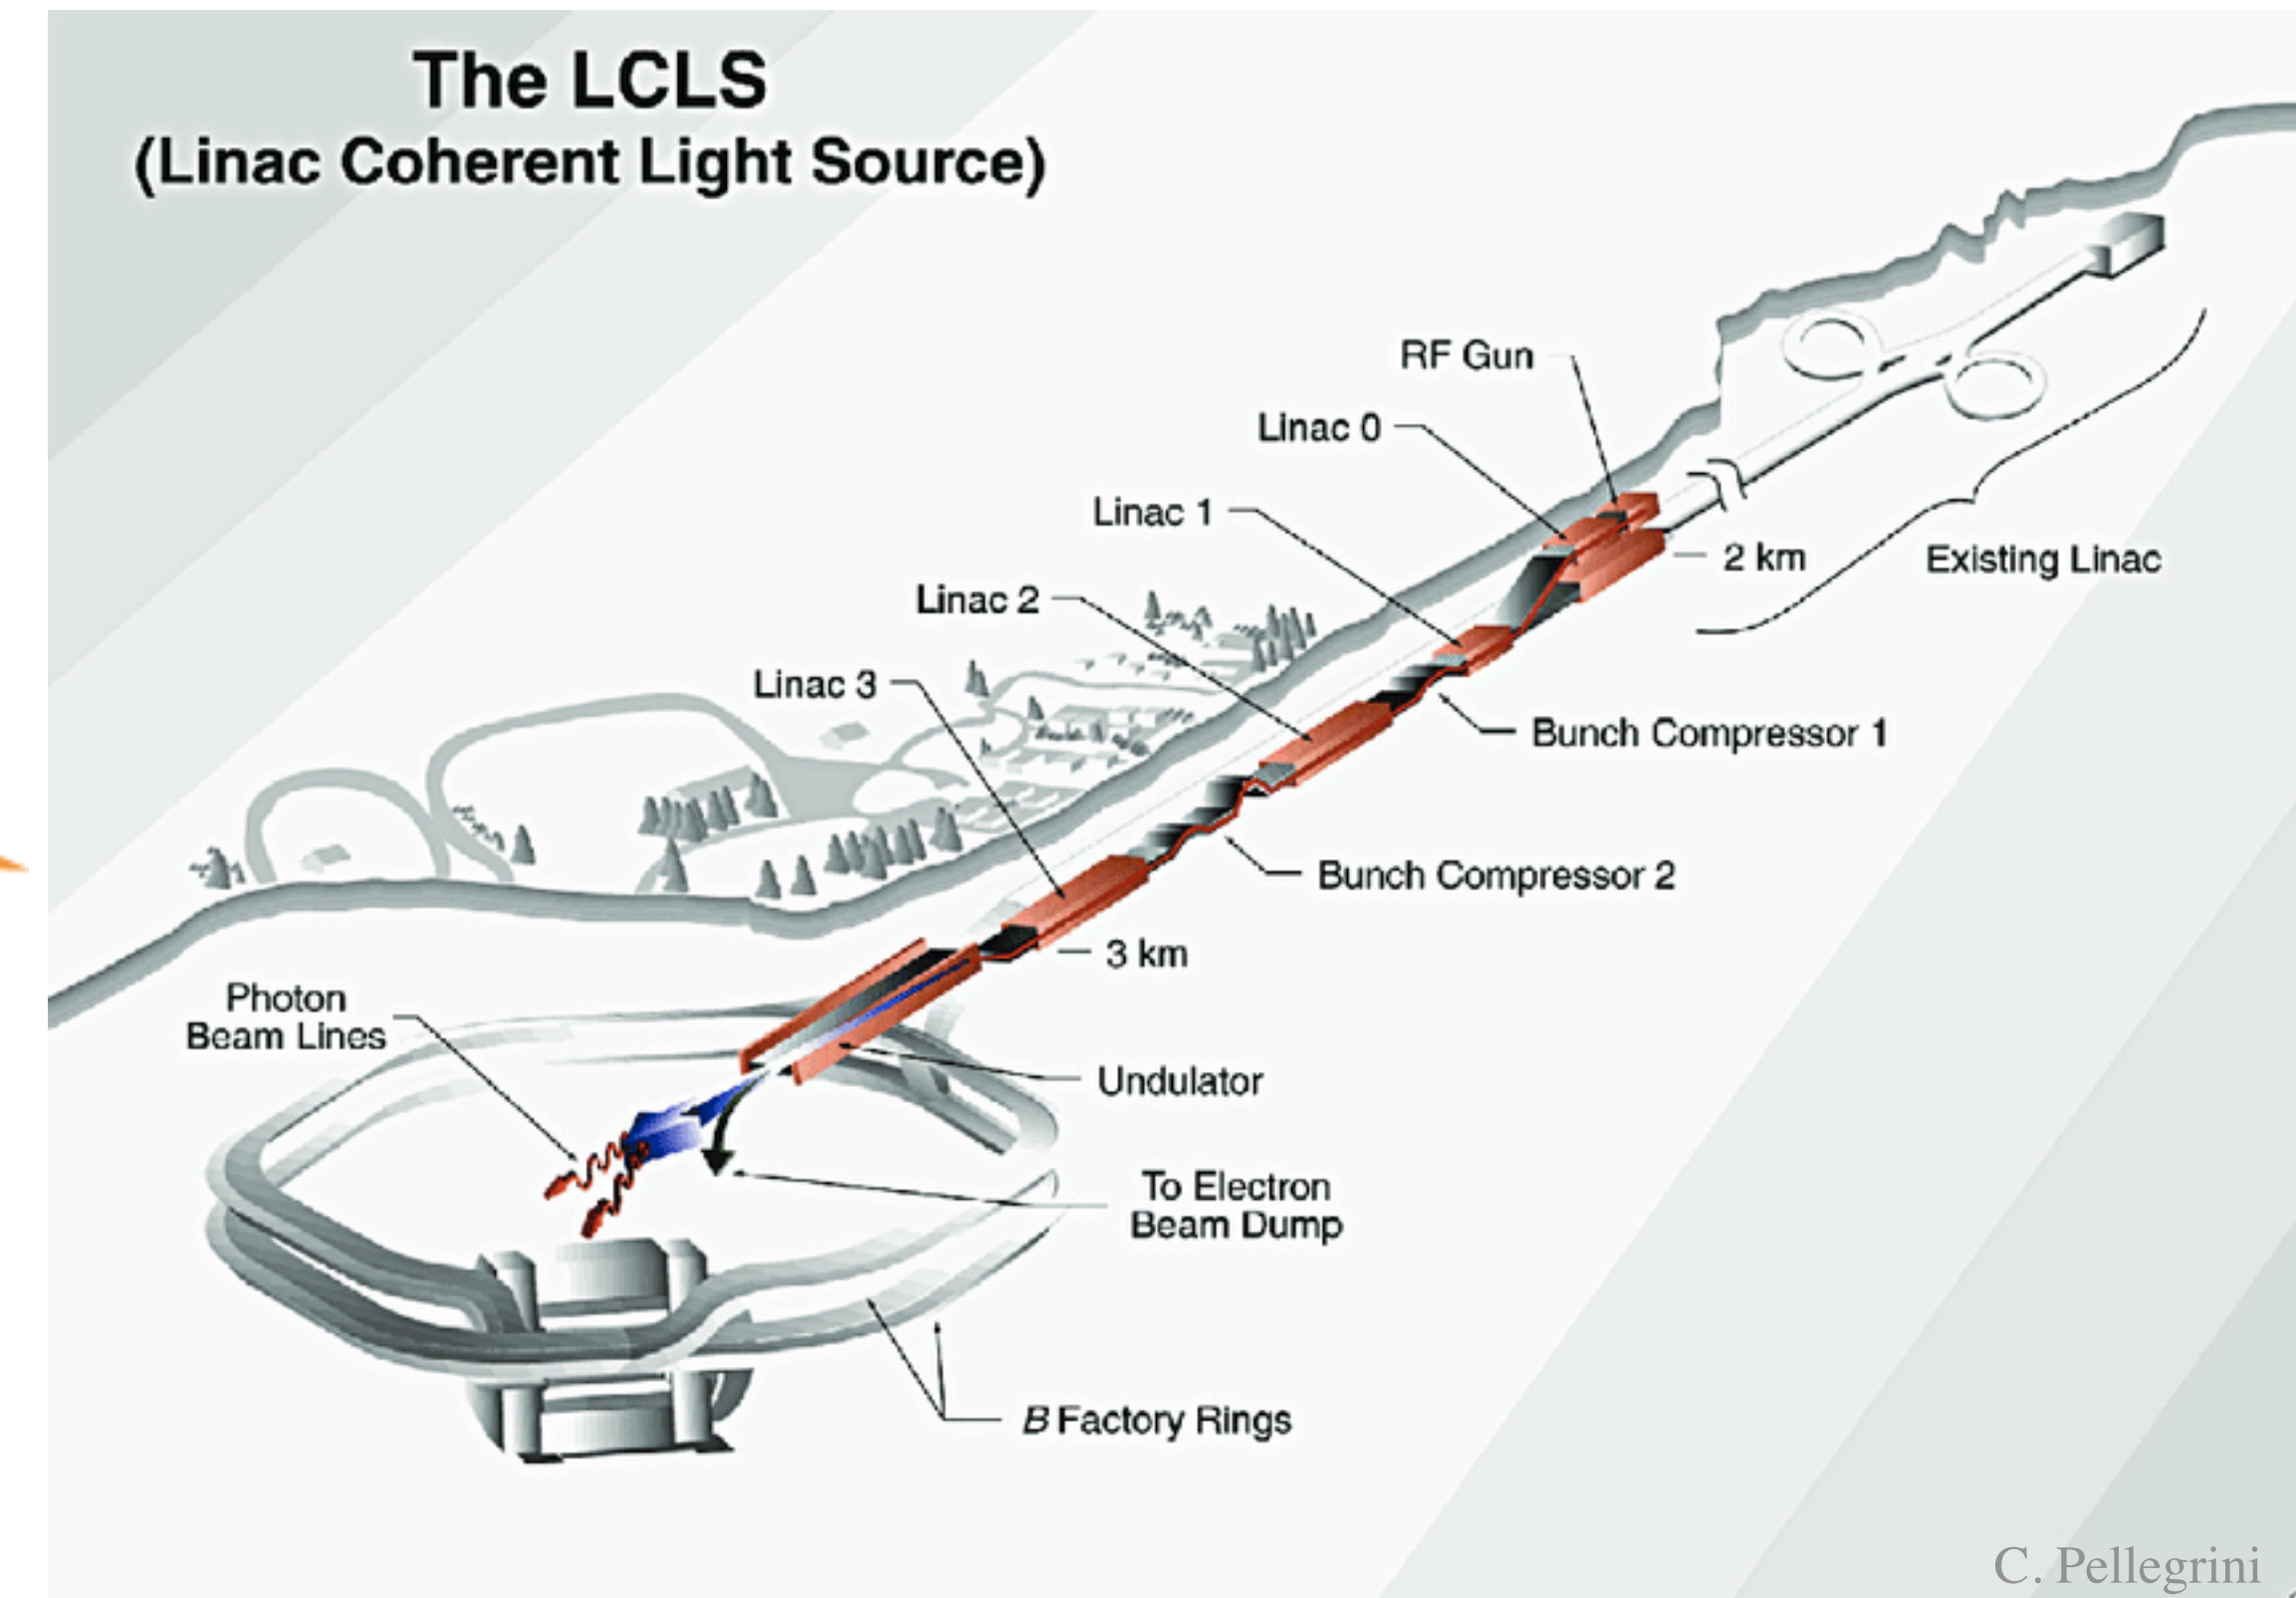 The LCLS
(Linac Coherent Light Source)
RF Gun
Linac 0
Linac 1
2 km
Existing Linac
Linac 2
Linac 3
Bunch Compressor 1
Bunch Compressor 2
3 km
Photon
Beam Lines
Undulator
To Electron
Beam Dump
B Factory Rings
C. Pellegrini